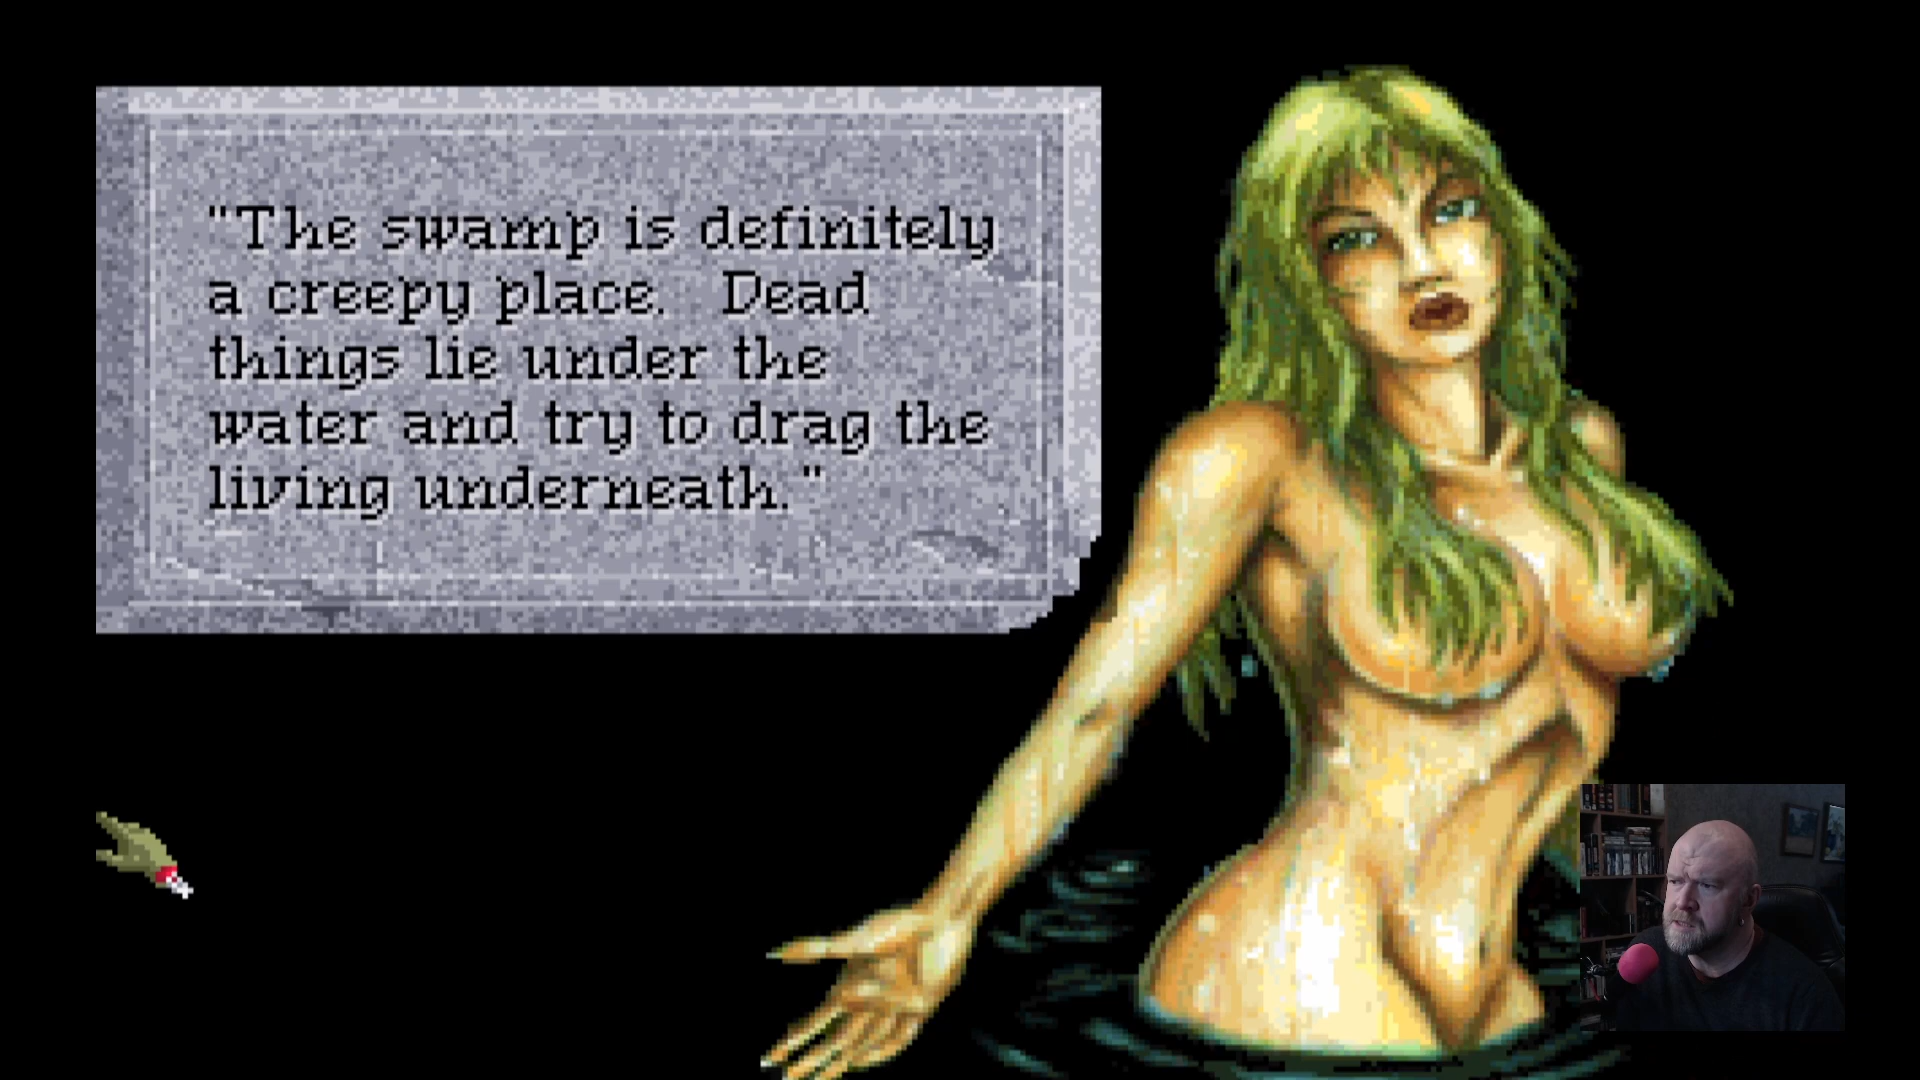 "The swamp is definitely
a creepy place.  Dead
things lie under the
water and try to drag the
living underneath."